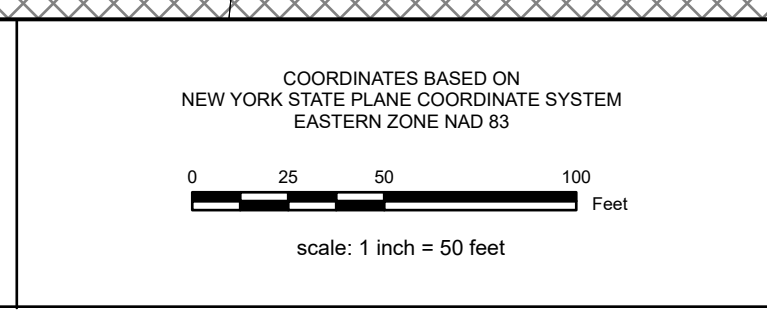 COORDINATES BASED ON
NEW YORK STATE PLANE COORDINATE SYSTEM
EASTERN ZONE NAD 83
0 25 50 100
Feet
scale: 1 inch = 50 feet